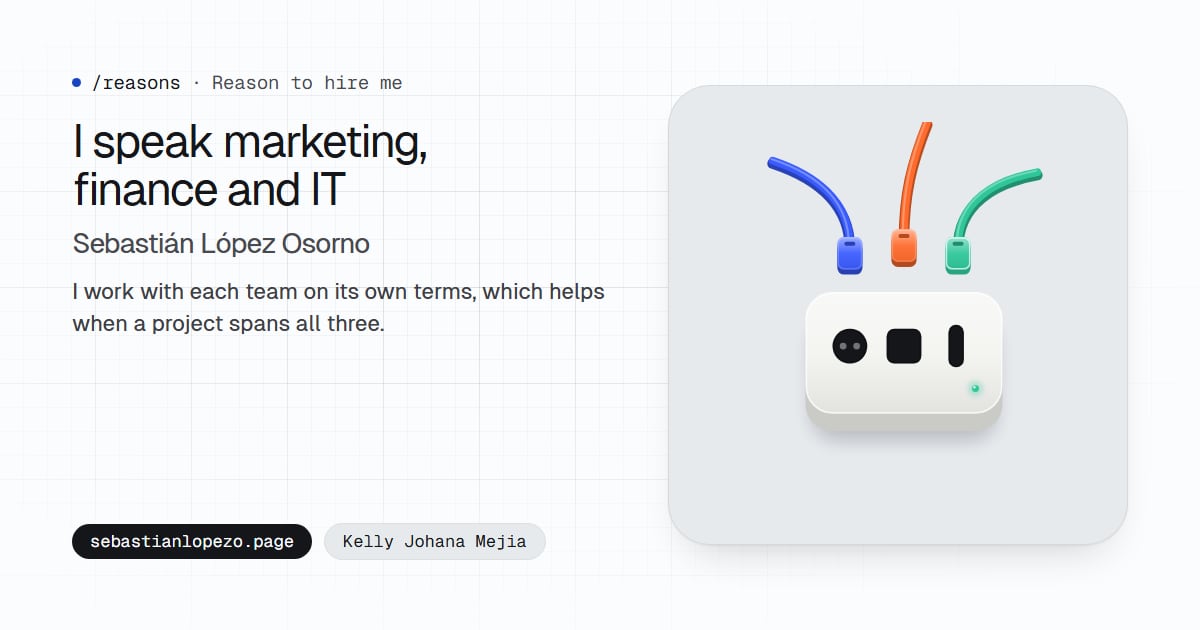 /reasons · Reason to hire me
I speak marketing,
finance and IT
Sebastián López Osorno
I work with each team on its own terms, which helps
when a project spans all three.
sebastianlopezo.page
Kelly Johana Mejia